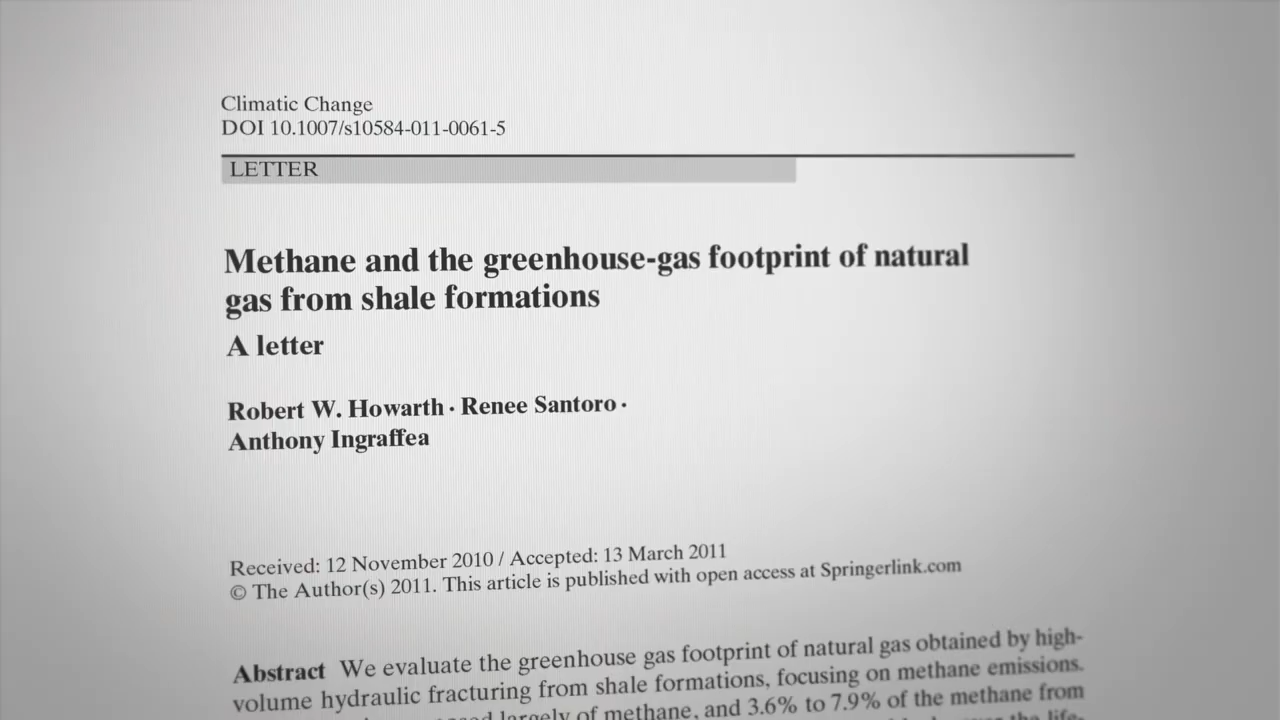 Climatic Change
DOI 10.1007/s10584-011-0061-5
LETTER
Methane and the greenhouse-gas footprint of natural
gas from shale formations
A letter
Robert W. Howarth · Renee Santoro ·
Anthony Ingraffea
Received: 12 November 2010 / Accepted: 13 March 2011
© The Author(s) 2011. This article is published with open access at Springerlink.com
Abstract We evaluate the greenhouse gas footprint of natural gas obtained by high-
volume hydraulic fracturing from shale formations, focusing on methane emissions.
largely of methane, and 3.6% to 7.9% of the methane from